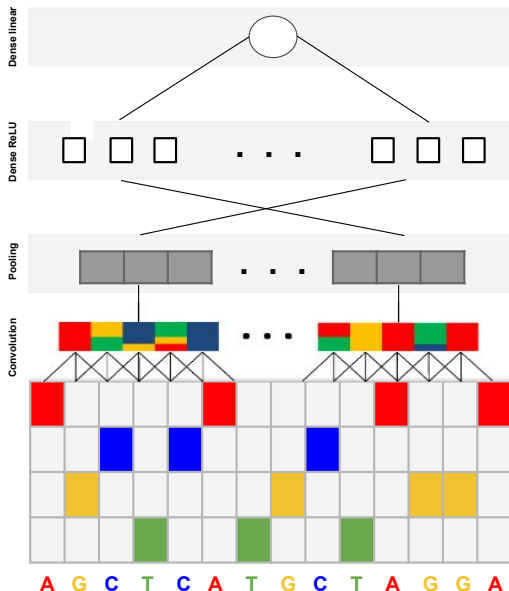 Dense linear
Dense ReLU
. . .
Pooling
. . .
Convolution
. . .
A G C T C A T G C T A G G A